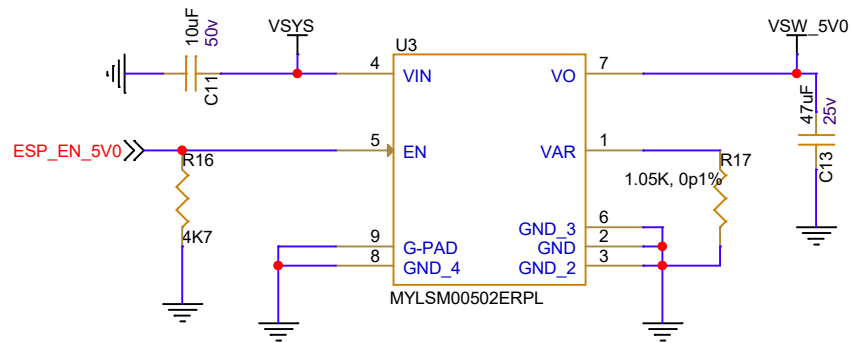 10uF
50v
C11
VSYS
U3
VSW_5V0
4
VIN
VO
7
47uF
25v
C13
ESP_EN_5V0
5
EN
VAR
1
R16
4K7
R17
1.05K, 0p1%
GND_3
6
9
G-PAD
GND
2
8
GND_4
GND_2
3
MYLSM00502ERPL